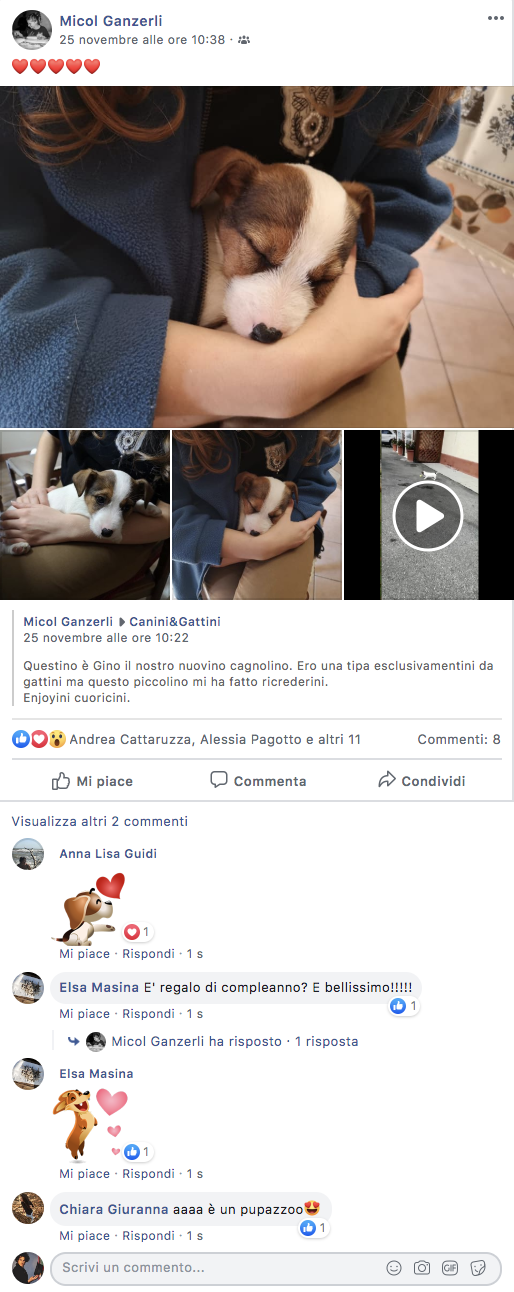 Micol Ganzerli
25 novembre alle ore 10:38 ·
❤️❤️❤️❤️❤️
Micol Ganzerli ▸ Canini&Gattini
25 novembre alle ore 10:22
Questino è Gino il nostro nuovino cagnolino. Ero una tipa esclusivamentini da
gattini ma questo piccolino mi ha fatto ricrederini.
Enjoyini cuoricini.
Andrea Cattaruzza, Alessia Pagotto e altri 11 Commenti: 8
Mi piace Commenta Condividi
Visualizza altri 2 commenti
Anna Lisa Guidi
1
Mi piace · Rispondi · 1 s
Elsa Masina E' regalo di compleanno? E bellissimo!!!!!
1
Mi piace · Rispondi · 1 s
Micol Ganzerli ha risposto · 1 risposta
Elsa Masina
1
Mi piace · Rispondi · 1 s
Chiara Giuranna aaaa è un pupazzoo😍
1
Mi piace · Rispondi · 1 s
Scrivi un commento... GIF